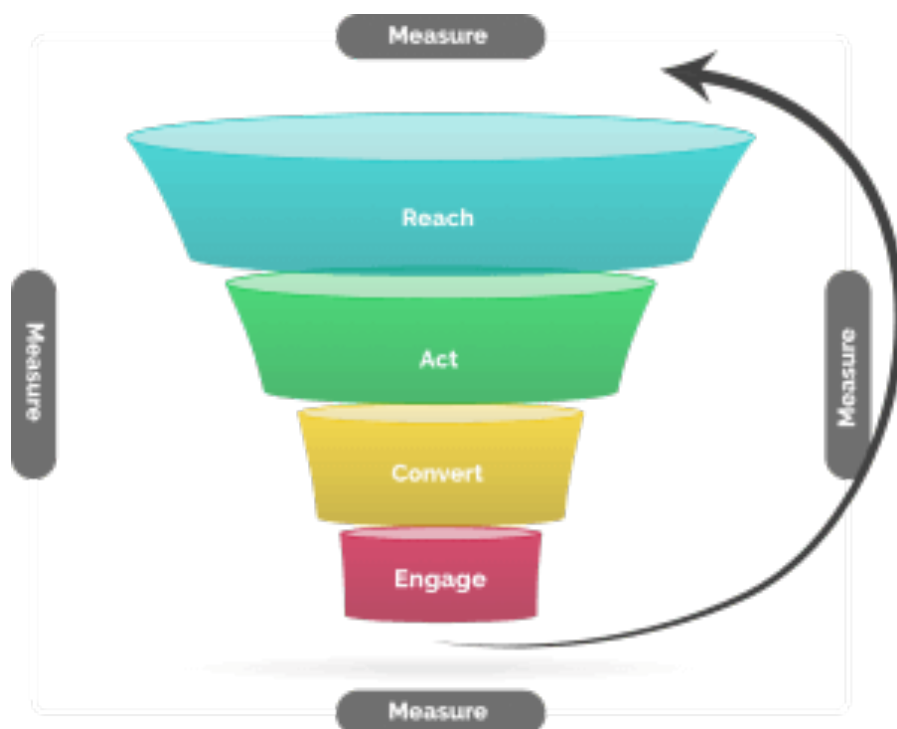 Measure
Reach
Act
Measure
Measure
Convert
Engage
Measure